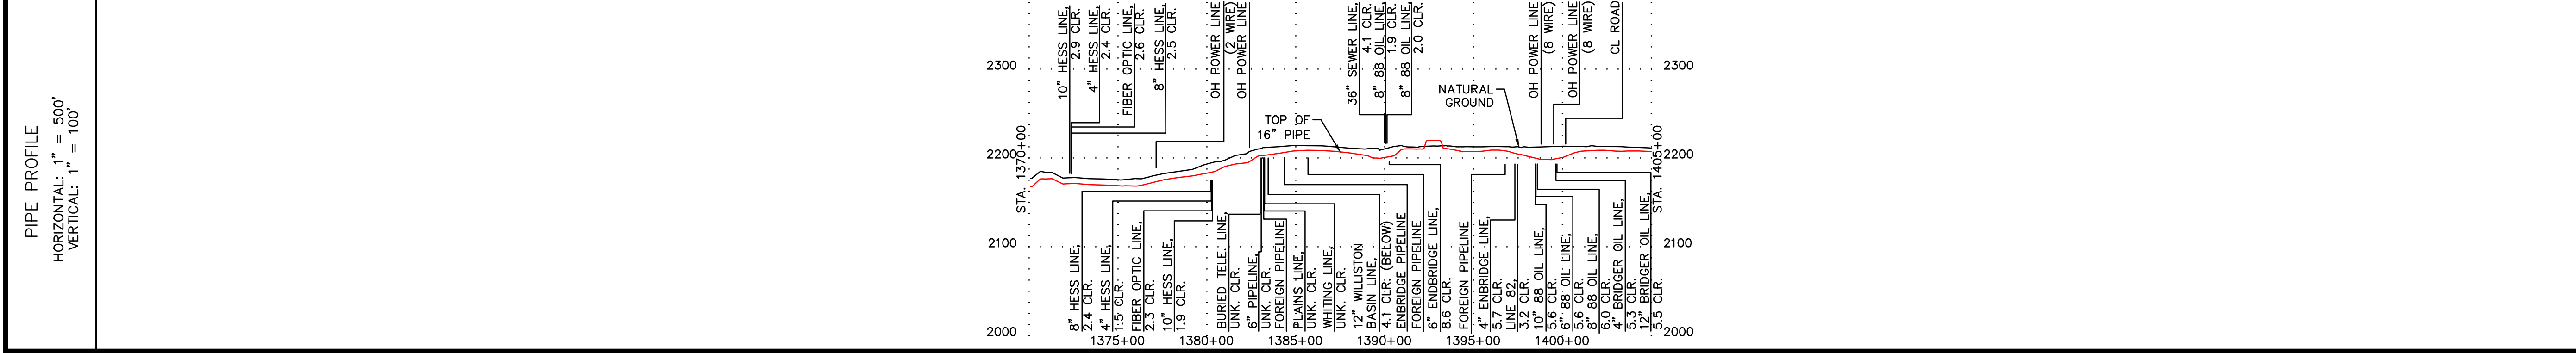 PIPE PROFILE
HORIZONTAL: 1" = 500'
VERTICAL: 1" = 100'
2300
2200
2100
2000
STA. 1370+00
10" HESS LINE,
2.9 CLR.
4" HESS LINE,
2.4 CLR.
FIBER OPTIC LINE,
2.6 CLR.
8" HESS LINE,
2.5 CLR.
OH POWER LINE
(2 WIRE)
OH POWER LINE
36" SEWER LINE,
4.1 CLR.
8" 88 OIL LINE,
1.9 CLR.
8" 88 OIL LINE,
2.0 CLR.
OH POWER LINE
(8 WIRE)
OH POWER LINE
(8 WIRE)
CL ROAD
TOP OF
16" PIPE
NATURAL
GROUND
8" HESS LINE,
2.4 CLR.
4" HESS LINE,
1.5 CLR.
FIBER OPTIC LINE,
2.3 CLR.
10" HESS LINE,
1.9 CLR.
BURIED TELE. LINE,
UNK. CLR.
6" PIPELINE,
UNK. CLR.
FOREIGN PIPELINE
PLAINS LINE,
UNK. CLR.
WHITING LINE,
UNK. CLR.
12" WILLISTON
BASIN LINE,
4.1 CLR. (BELOW)
ENBRIDGE PIPELINE
FOREIGN PIPELINE
6" ENDBRIDGE LINE,
8.6 CLR.
FOREIGN PIPELINE
4" ENBRIDGE LINE,
5.7 CLR.
LINE 82,
3.2 CLR.
10" 88 OIL LINE,
5.6 CLR.
6" 88 OIL LINE,
5.6 CLR.
8" 88 OIL LINE,
6.0 CLR.
4" BRIDGER OIL LINE,
5.3 CLR.
12" BRIDGER OIL LINE,
5.5 CLR.
STA. 1405+00
2300
2200
2100
2000
1375+00
1380+00
1385+00
1390+00
1395+00
1400+00